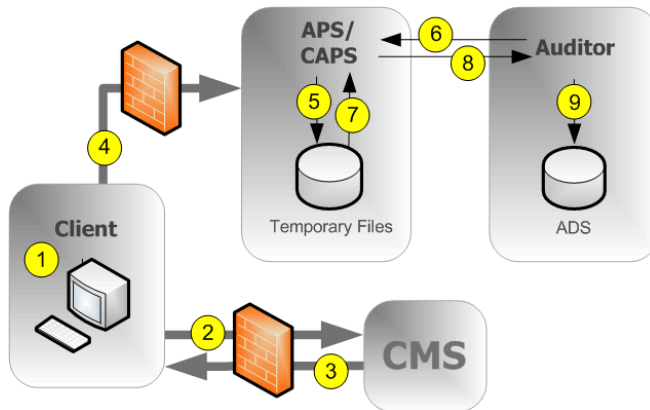 APS/
CAPS
6
8
Auditor
5
7
9
4
Temporary Files
ADS
Client
1
2
3
CMS